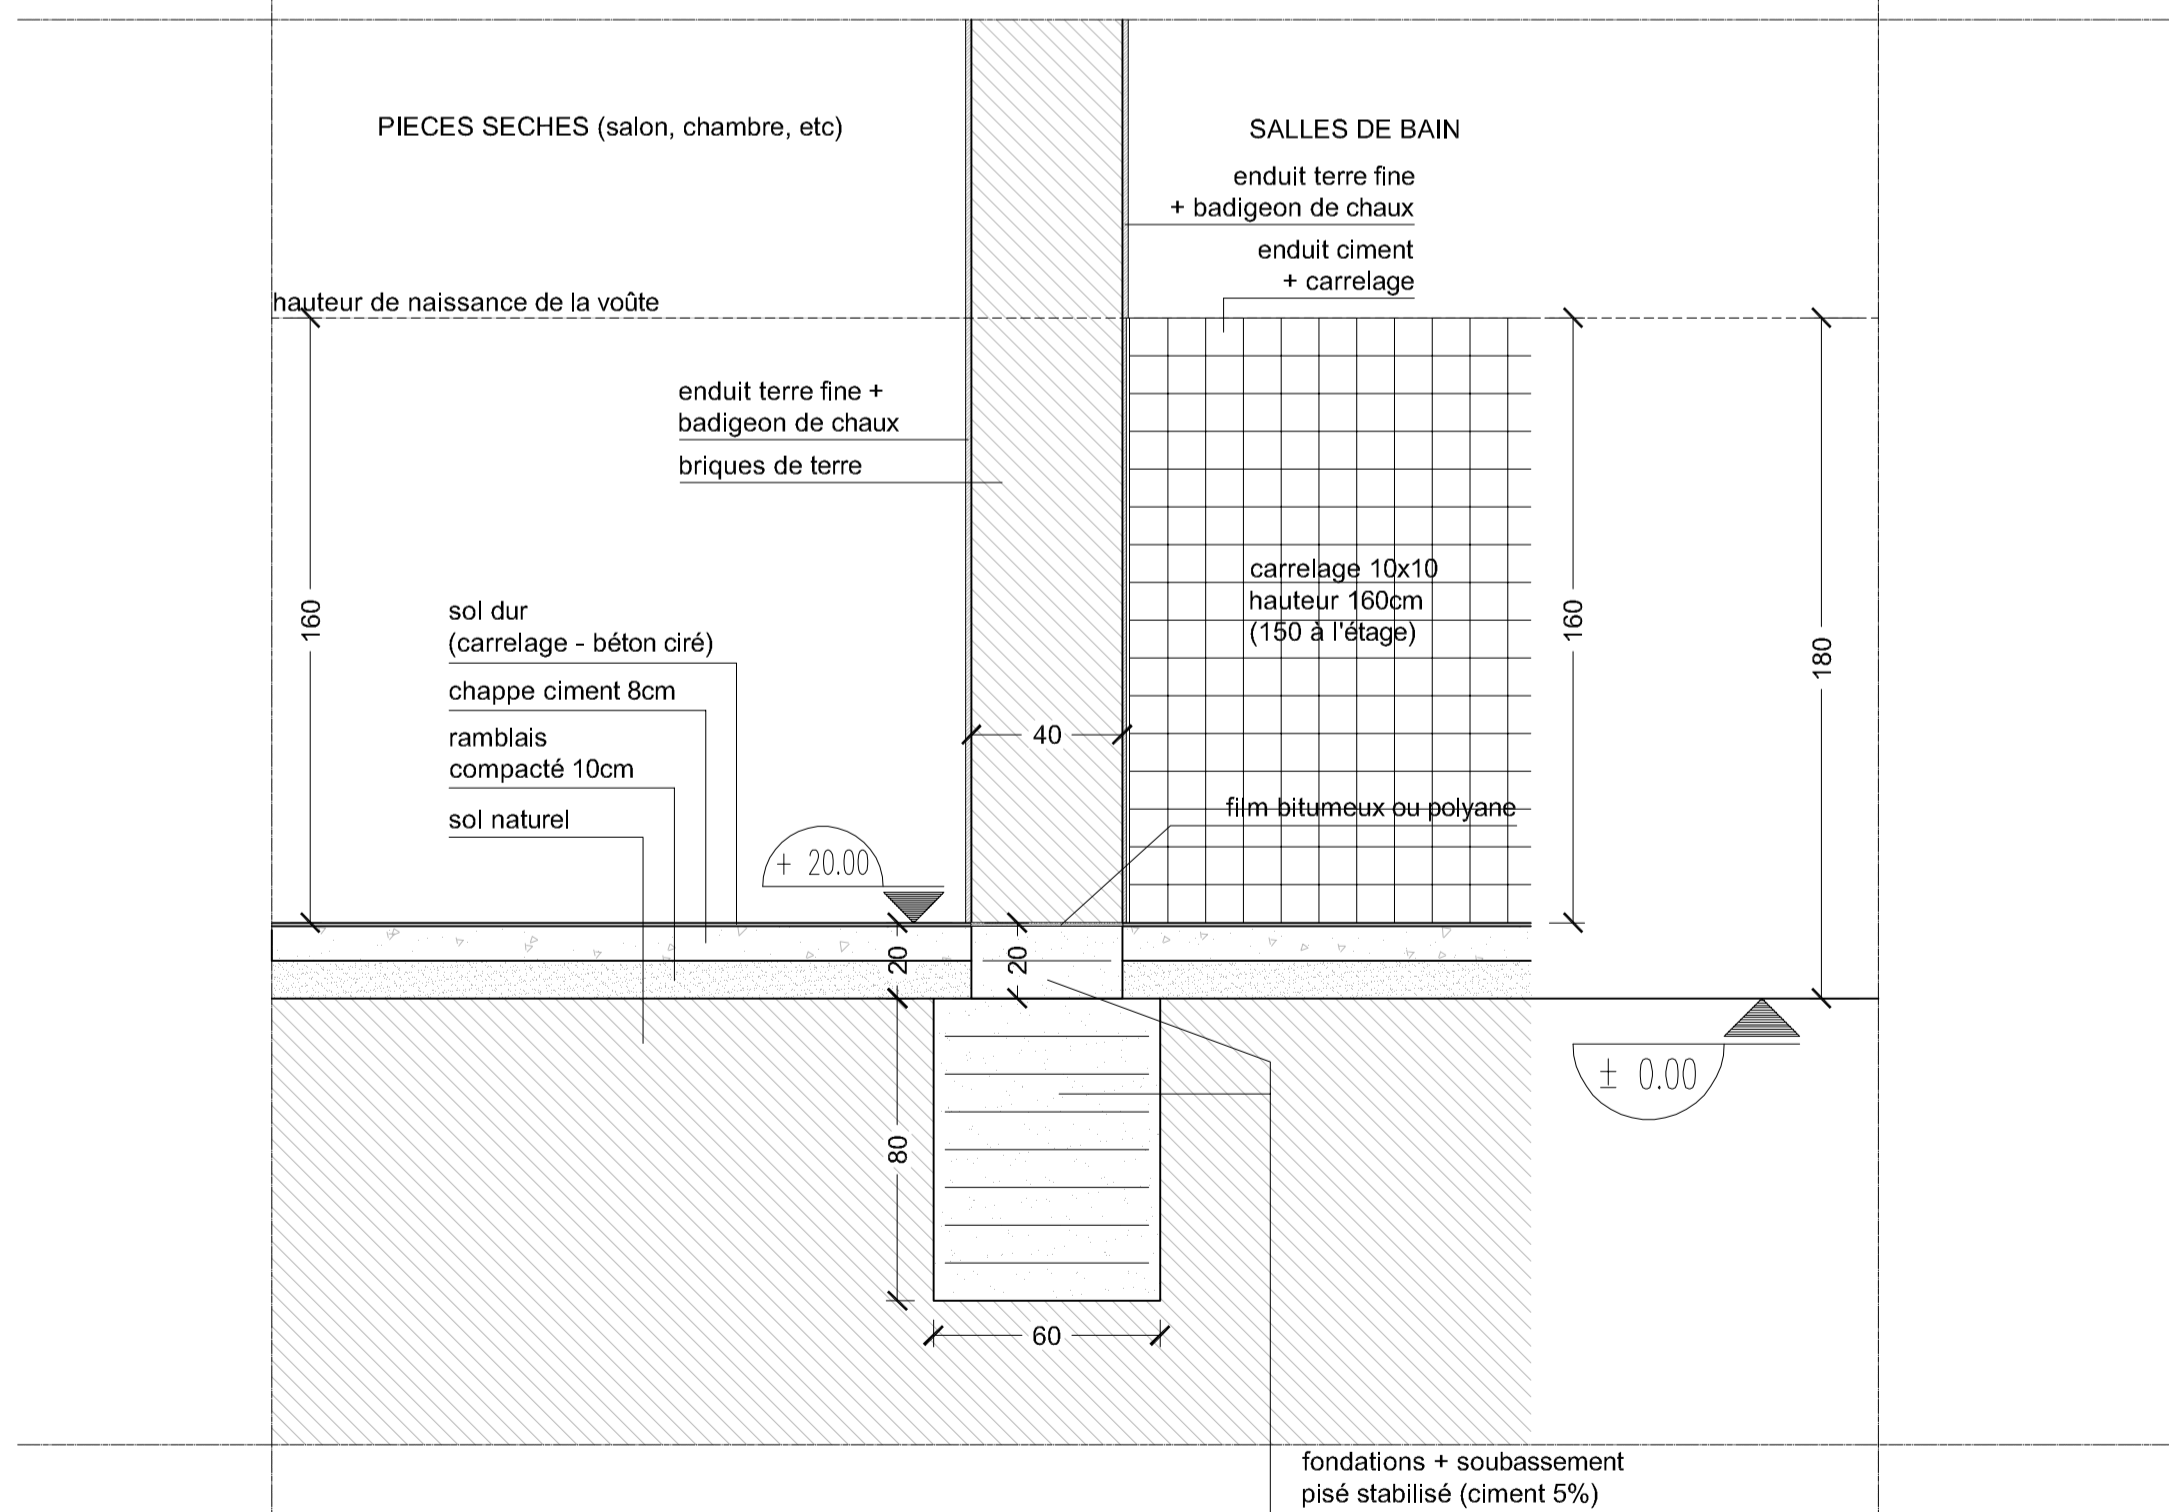 PIECES SECHES (salon, chambre, etc)
SALLES DE BAIN
enduit terre fine
+ badigeon de chaux
enduit ciment
+ carrelage
hauteur de naissance de la voûte
enduit terre fine +
badigeon de chaux
briques de terre
carrelage 10x10
hauteur 160cm
(150 à l'étage)
160
160
180
sol dur
(carrelage - béton ciré)
chappe ciment 8cm
ramblais
compacté 10cm
sol naturel
40
film bitumeux ou polyane
+ 20.00
20
20
± 0.00
80
60
fondations + soubassement
pisé stabilisé (ciment 5%)